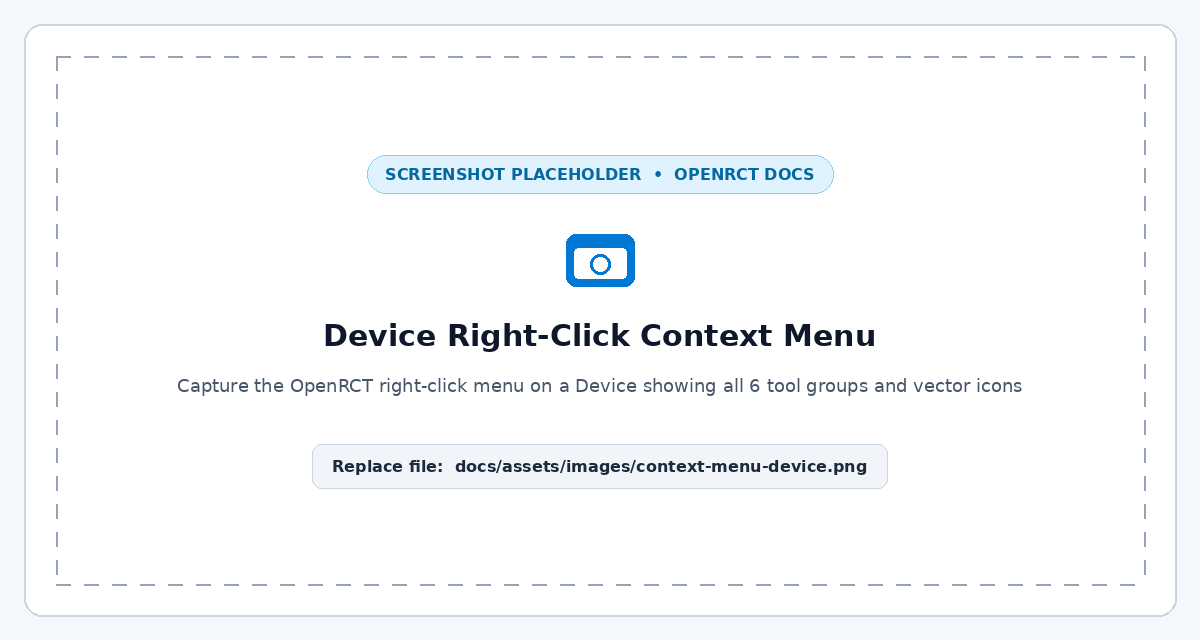 SCREENSHOT PLACEHOLDER • OPENRCT DOCS
Device Right-Click Context Menu
Capture the OpenRCT right-click menu on a Device showing all 6 tool groups and vector icons
Replace file: docs/assets/images/context-menu-device.png